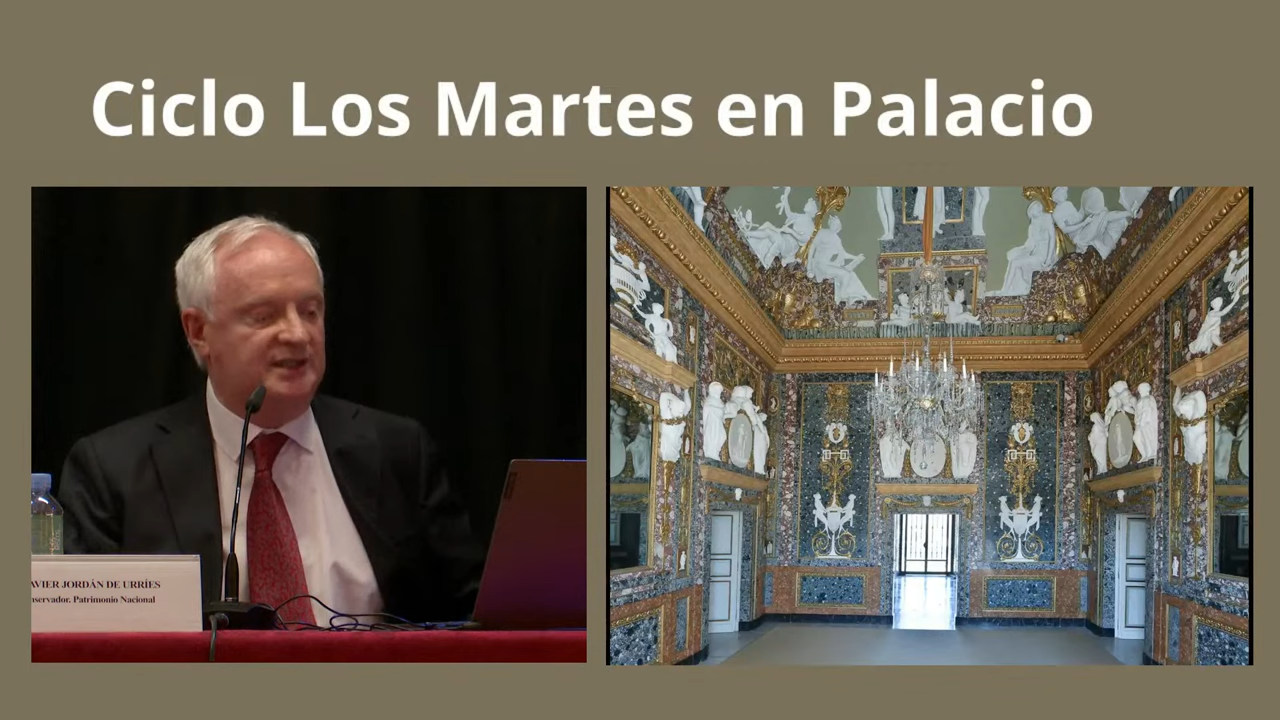 Ciclo Los Martes en Palacio
AVIER JORDÁN DE URRÍES
nservador. Patrimonio Nacional